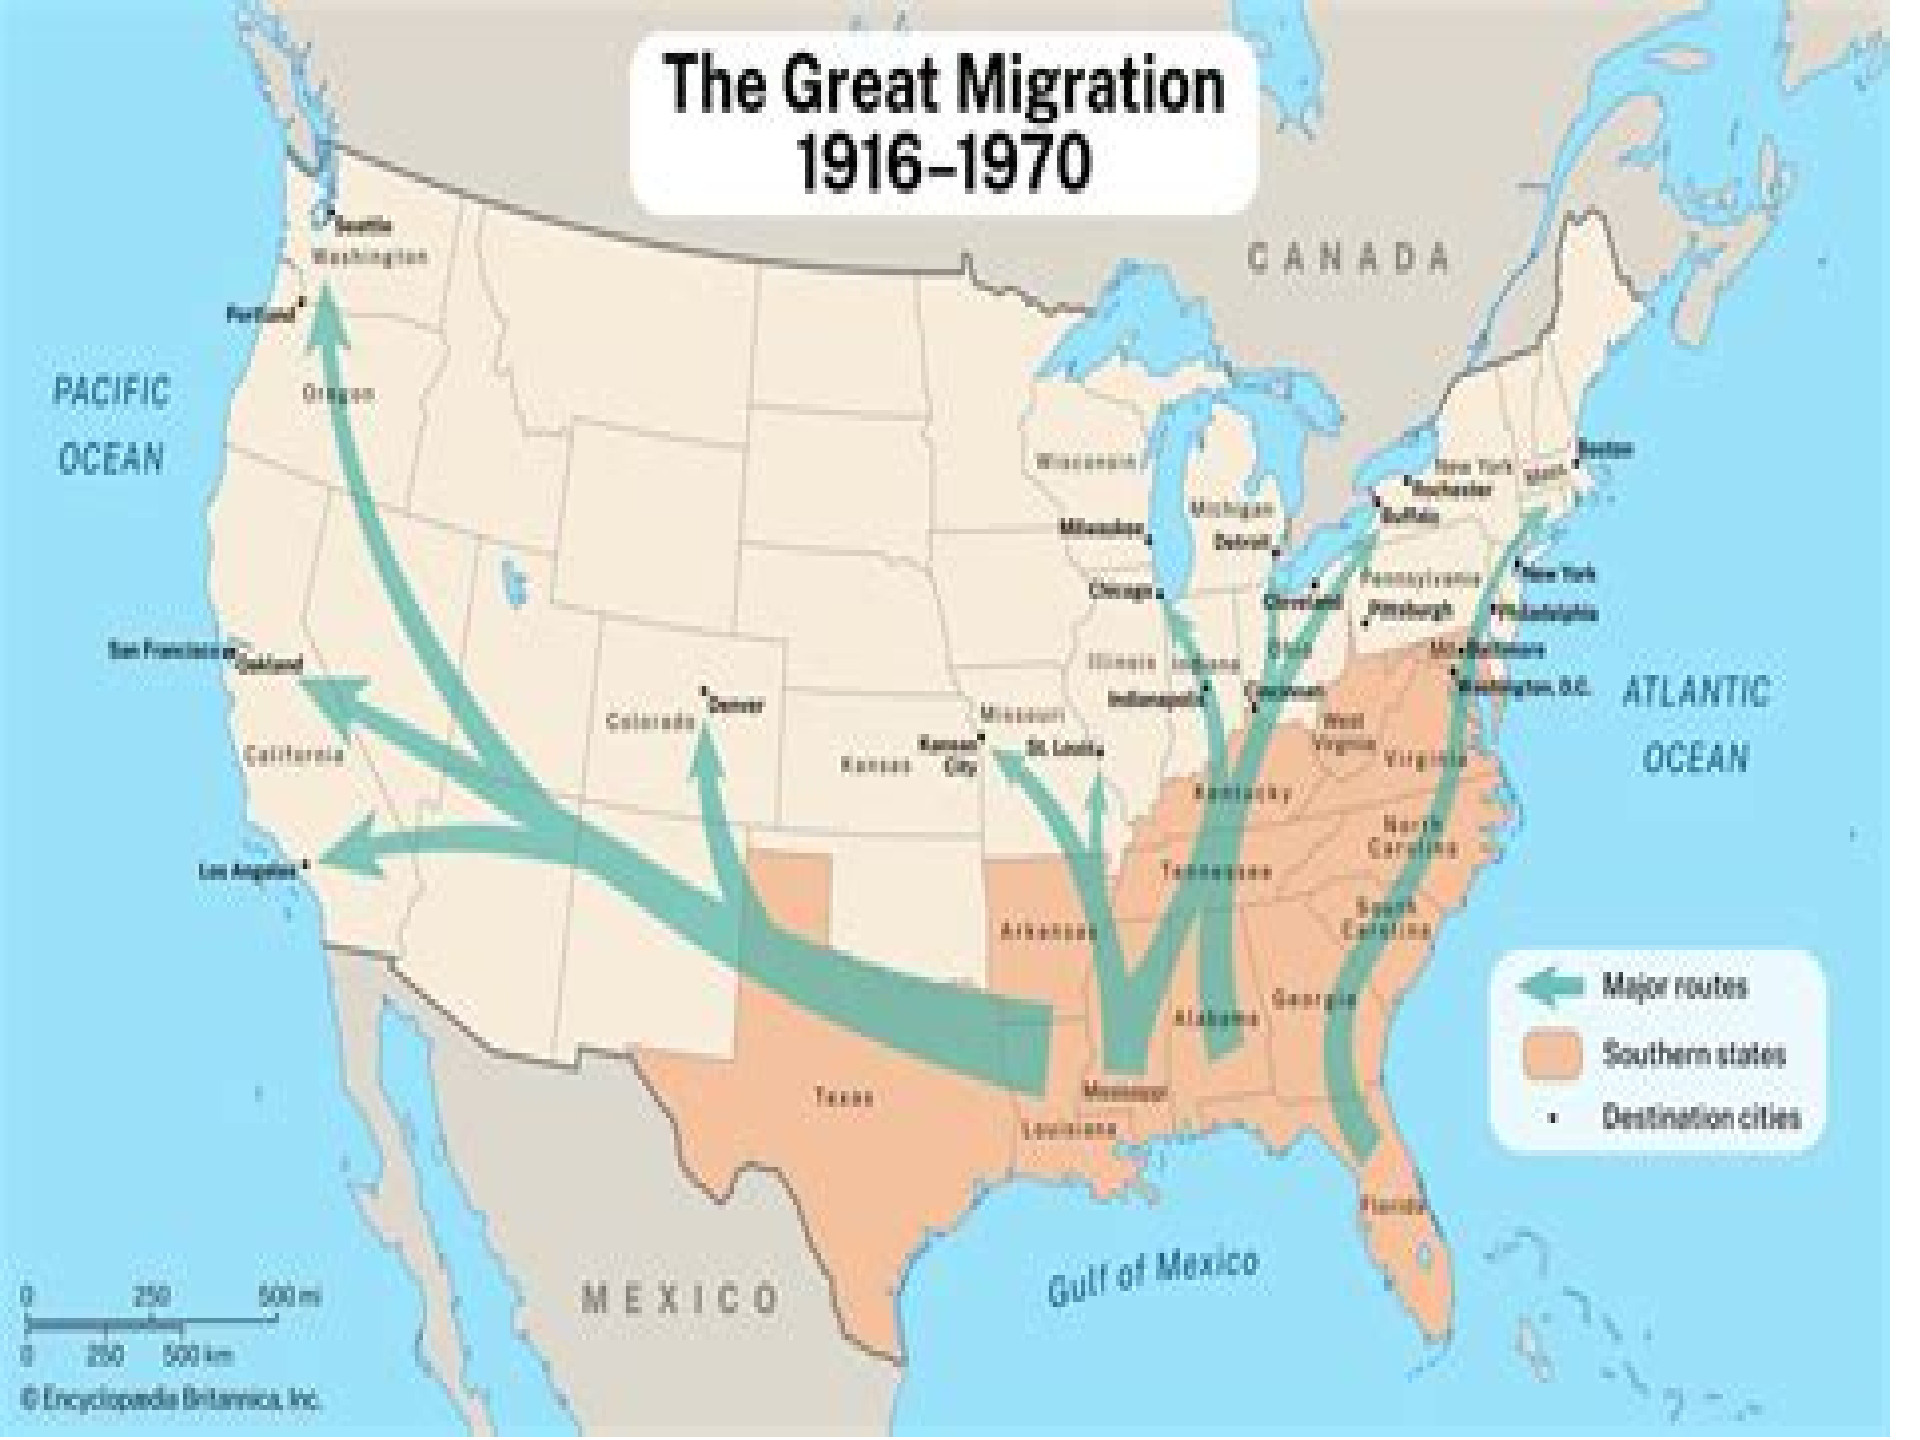 The Great Migration
1916–1970
CANADA
Seattle
Washington
Portland
Oregon
PACIFIC
OCEAN
San Francisco
Oakland
California
Los Angeles
Denver
Colorado
Kansas
Kansas
City
Missouri
St. Louis
Wisconsin
Milwaukee
Michigan
Detroit
Chicago
Illinois
Indiana
Indianapolis
Ohio
Cleveland
Cincinnati
New York
Rochester
Buffalo
Mass.
Boston
Pennsylvania
Pittsburgh
New York
Philadelphia
Md.
Baltimore
Washington, D.C.
West
Virginia
Virginia
Kentucky
North
Carolina
Tennessee
South
Carolina
Arkansas
Georgia
Alabama
Mississippi
Louisiana
Texas
Florida
ATLANTIC
OCEAN
Major routes
Southern states
Destination cities
Gulf of Mexico
MEXICO
0 250 500 mi
0 250 500 km
© Encyclopædia Britannica, Inc.